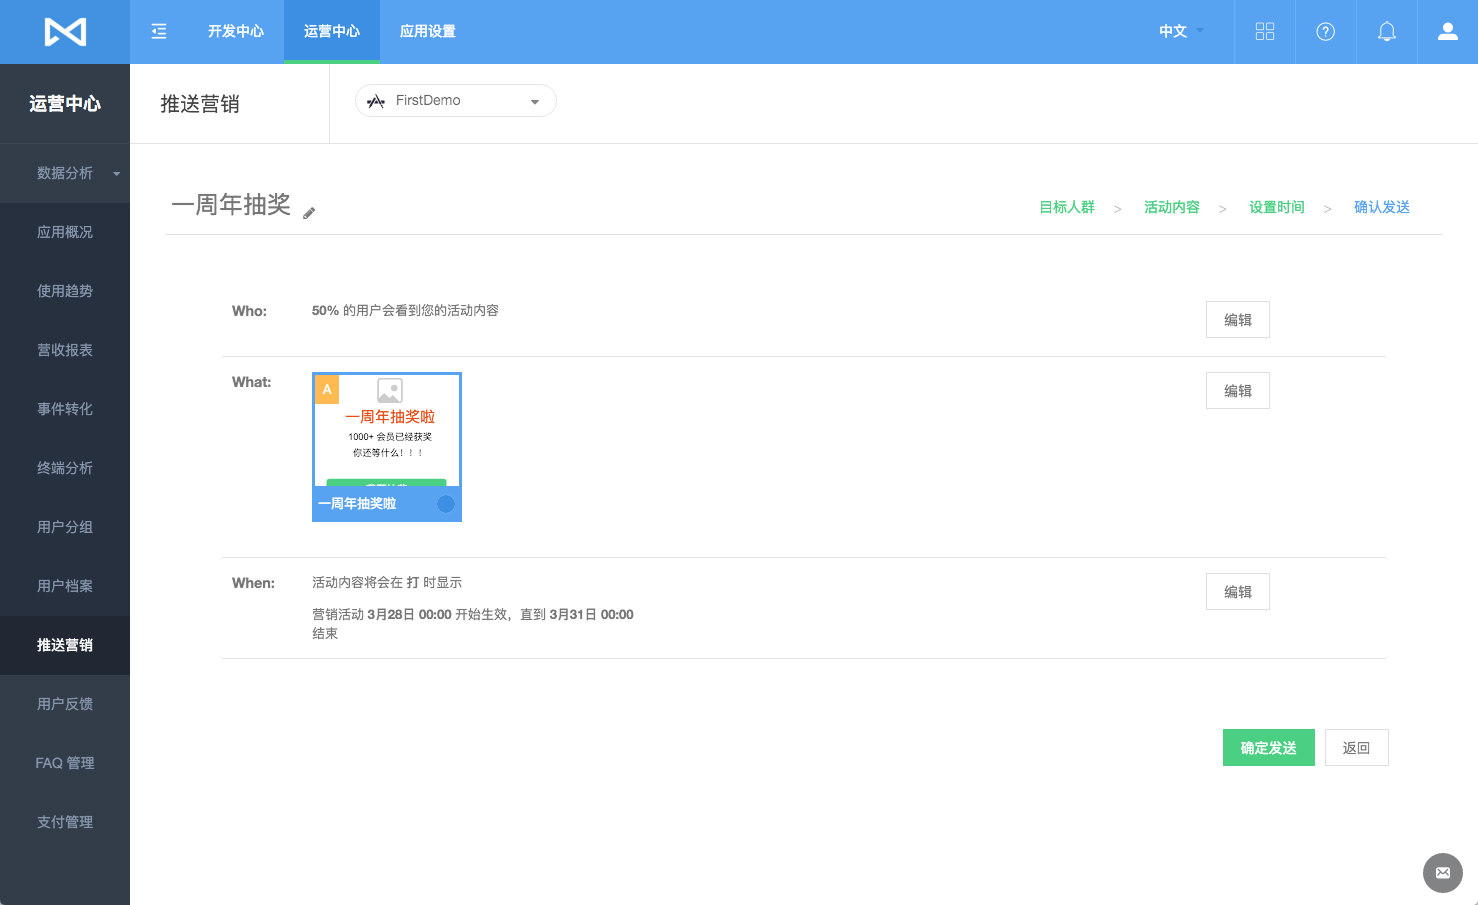 开发中心
运营中心
应用设置
中文
运营中心
推送营销
FirstDemo
数据分析
应用概况
使用趋势
营收报表
事件转化
终端分析
用户分组
用户档案
推送营销
用户反馈
FAQ 管理
支付管理
一周年抽奖
目标人群 > 活动内容 > 设置时间 > 确认发送
Who:
50% 的用户会看到您的活动内容
编辑
What:
A
一周年抽奖啦
1000+ 会员已经获奖
你还等什么！！！
一周年抽奖啦
编辑
When:
活动内容将会在 打 时显示
营销活动 3月28日 00:00 开始生效，直到 3月31日 00:00
结束
编辑
确定发送
返回